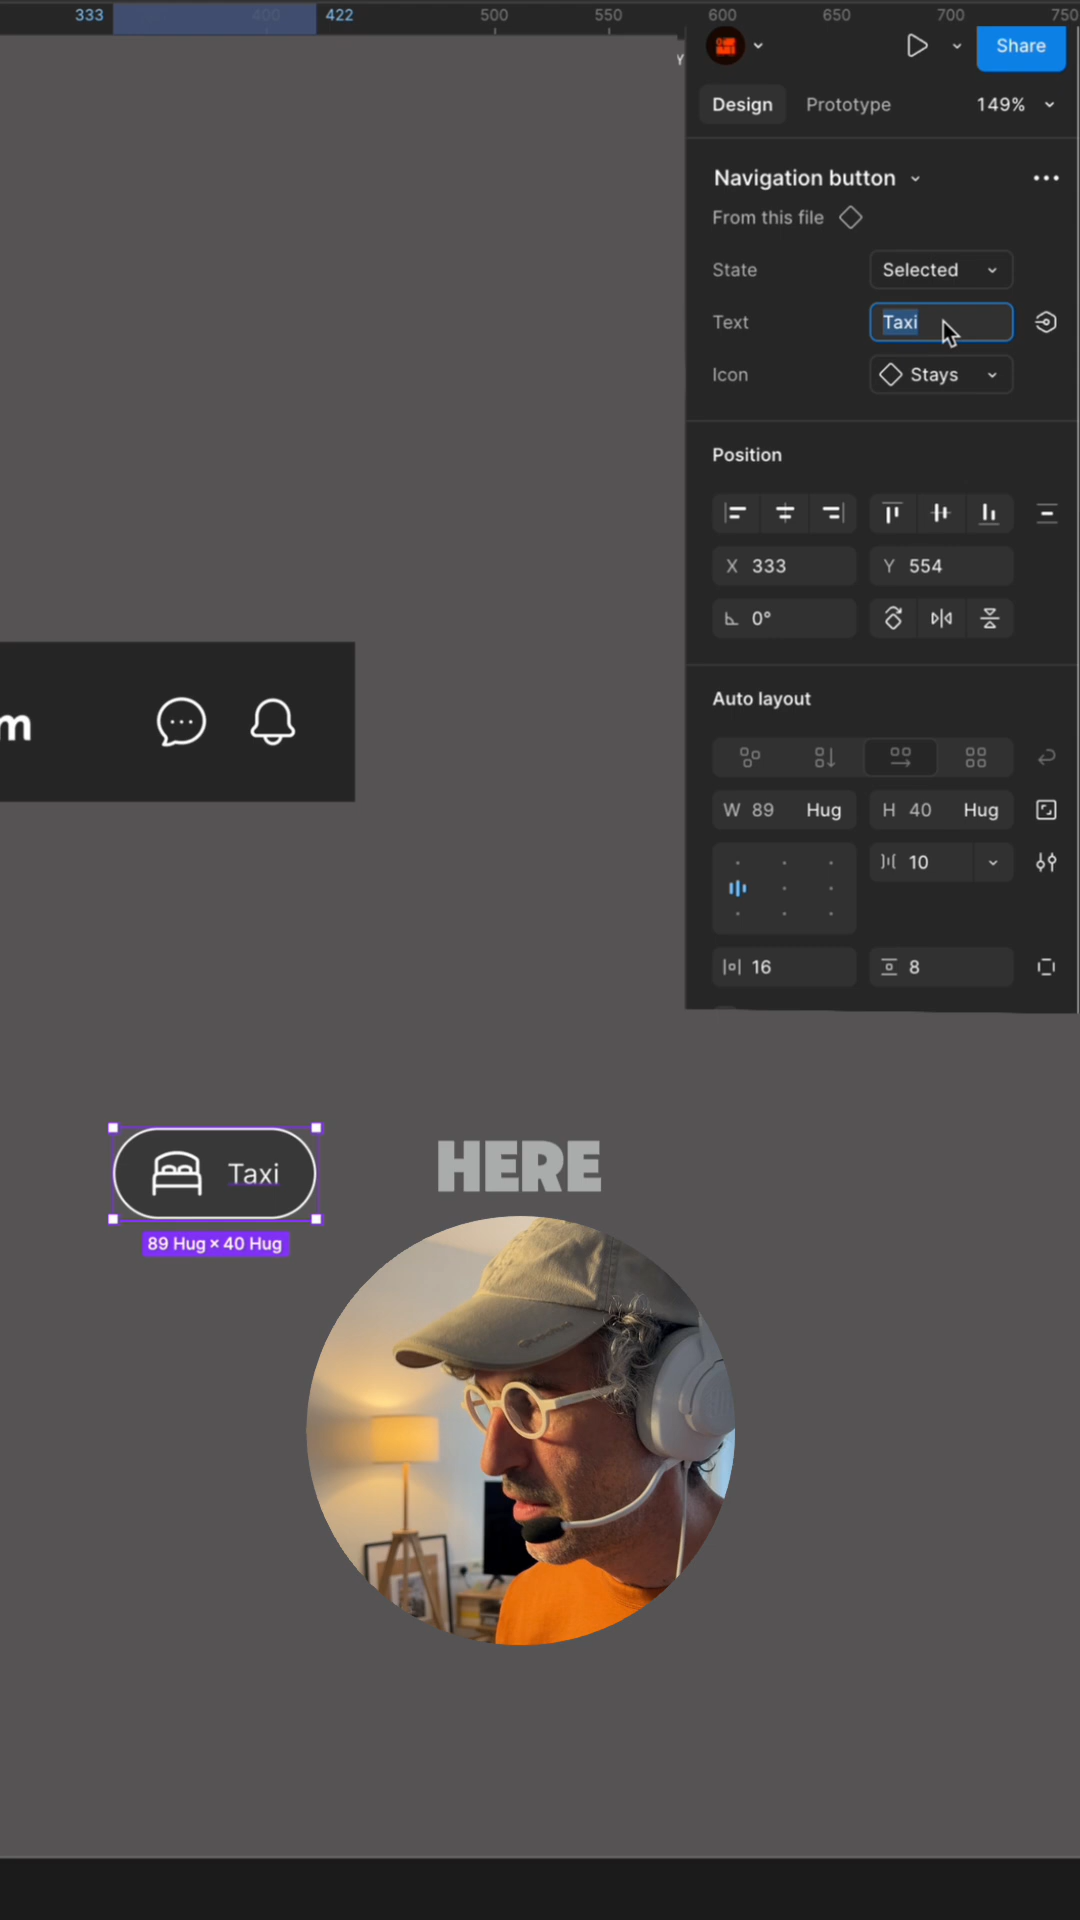 333 400 422 500 550 600 650 700 750
Y
Share
Design Prototype 149%
Navigation button
From this file
State Selected
Text Taxi
Icon Stays
Position
X 333 Y 554
0°
m
Auto layout
W 89 Hug H 40 Hug
10
16 8
Taxi
HERE
89 Hug × 40 Hug